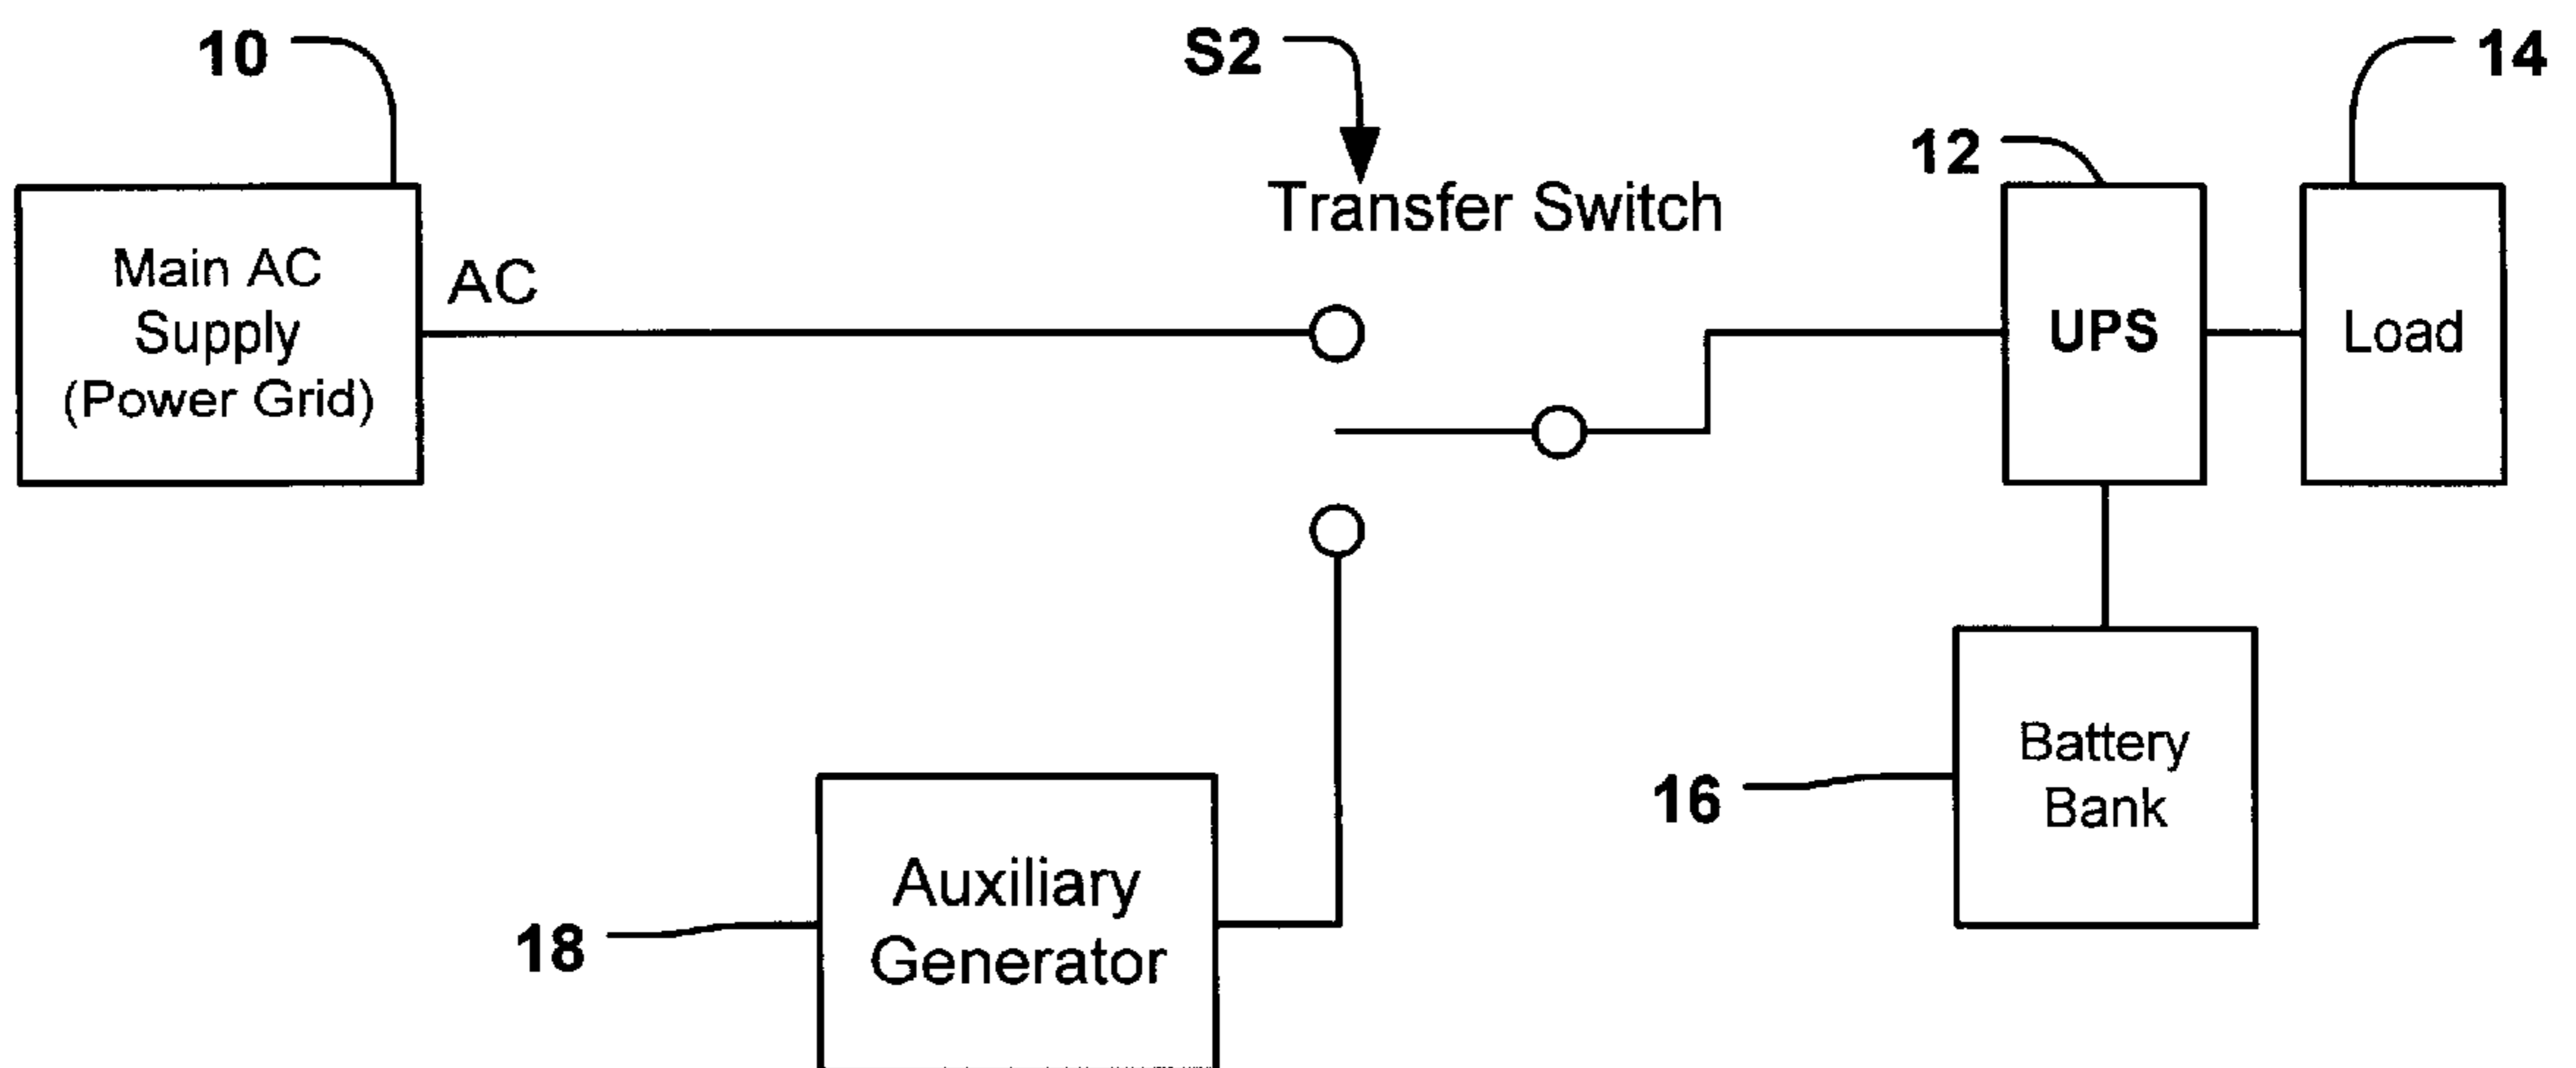 10
S2
14
12
Transfer Switch
Main AC
Supply
(Power Grid)
AC
UPS
Load
Battery
Bank
16
Auxiliary
Generator
18